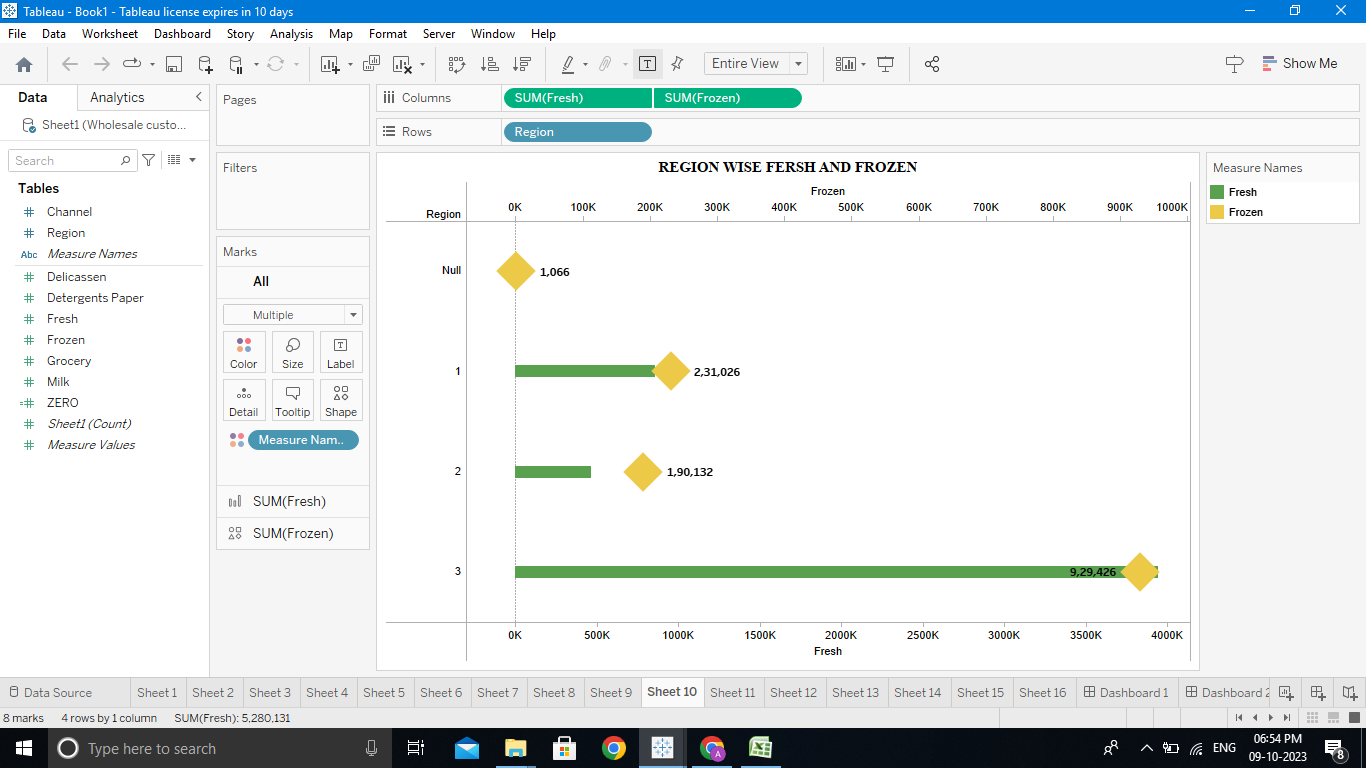 Tableau - Book1 - Tableau license expires in 10 days
File Data Worksheet Dashboard Story Analysis Map Format Server Window Help
Entire View
Show Me
Data Analytics
Sheet1 (Wholesale custo...
Search
Tables
Channel
Region
Abc Measure Names
Delicassen
Detergents Paper
Fresh
Frozen
Grocery
Milk
ZERO
Sheet1 (Count)
Measure Values
Pages
Filters
Marks
All
Multiple
Color Size Label
Detail Tooltip Shape
Measure Nam..
SUM(Fresh)
SUM(Frozen)
Columns SUM(Fresh) SUM(Frozen)
Rows Region
REGION WISE FERSH AND FROZEN
Frozen
Region 0K 100K 200K 300K 400K 500K 600K 700K 800K 900K 1000K
Null 1,066
1 2,31,026
2 1,90,132
3 9,29,426
0K 500K 1000K 1500K 2000K 2500K 3000K 3500K 4000K
Fresh
Measure Names
Fresh
Frozen
Data Source Sheet 1 Sheet 2 Sheet 3 Sheet 4 Sheet 5 Sheet 6 Sheet 7 Sheet 8 Sheet 9 Sheet 10 Sheet 11 Sheet 12 Sheet 13 Sheet 14 Sheet 15 Sheet 16 Dashboard 1 Dashboard 2
8 marks 4 rows by 1 column SUM(Fresh): 5,280,131
Type here to search
A
ENG
06:54 PM
09-10-2023
8